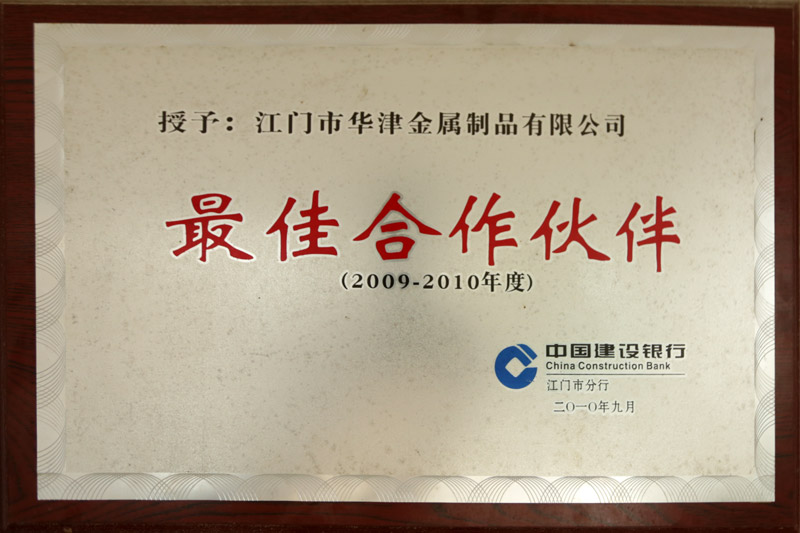 授予：江门市华津金属制品有限公司
最佳合作伙伴
(2009-2010年度)
中国建设银行
China Construction Bank
江门市分行
二〇一〇年九月